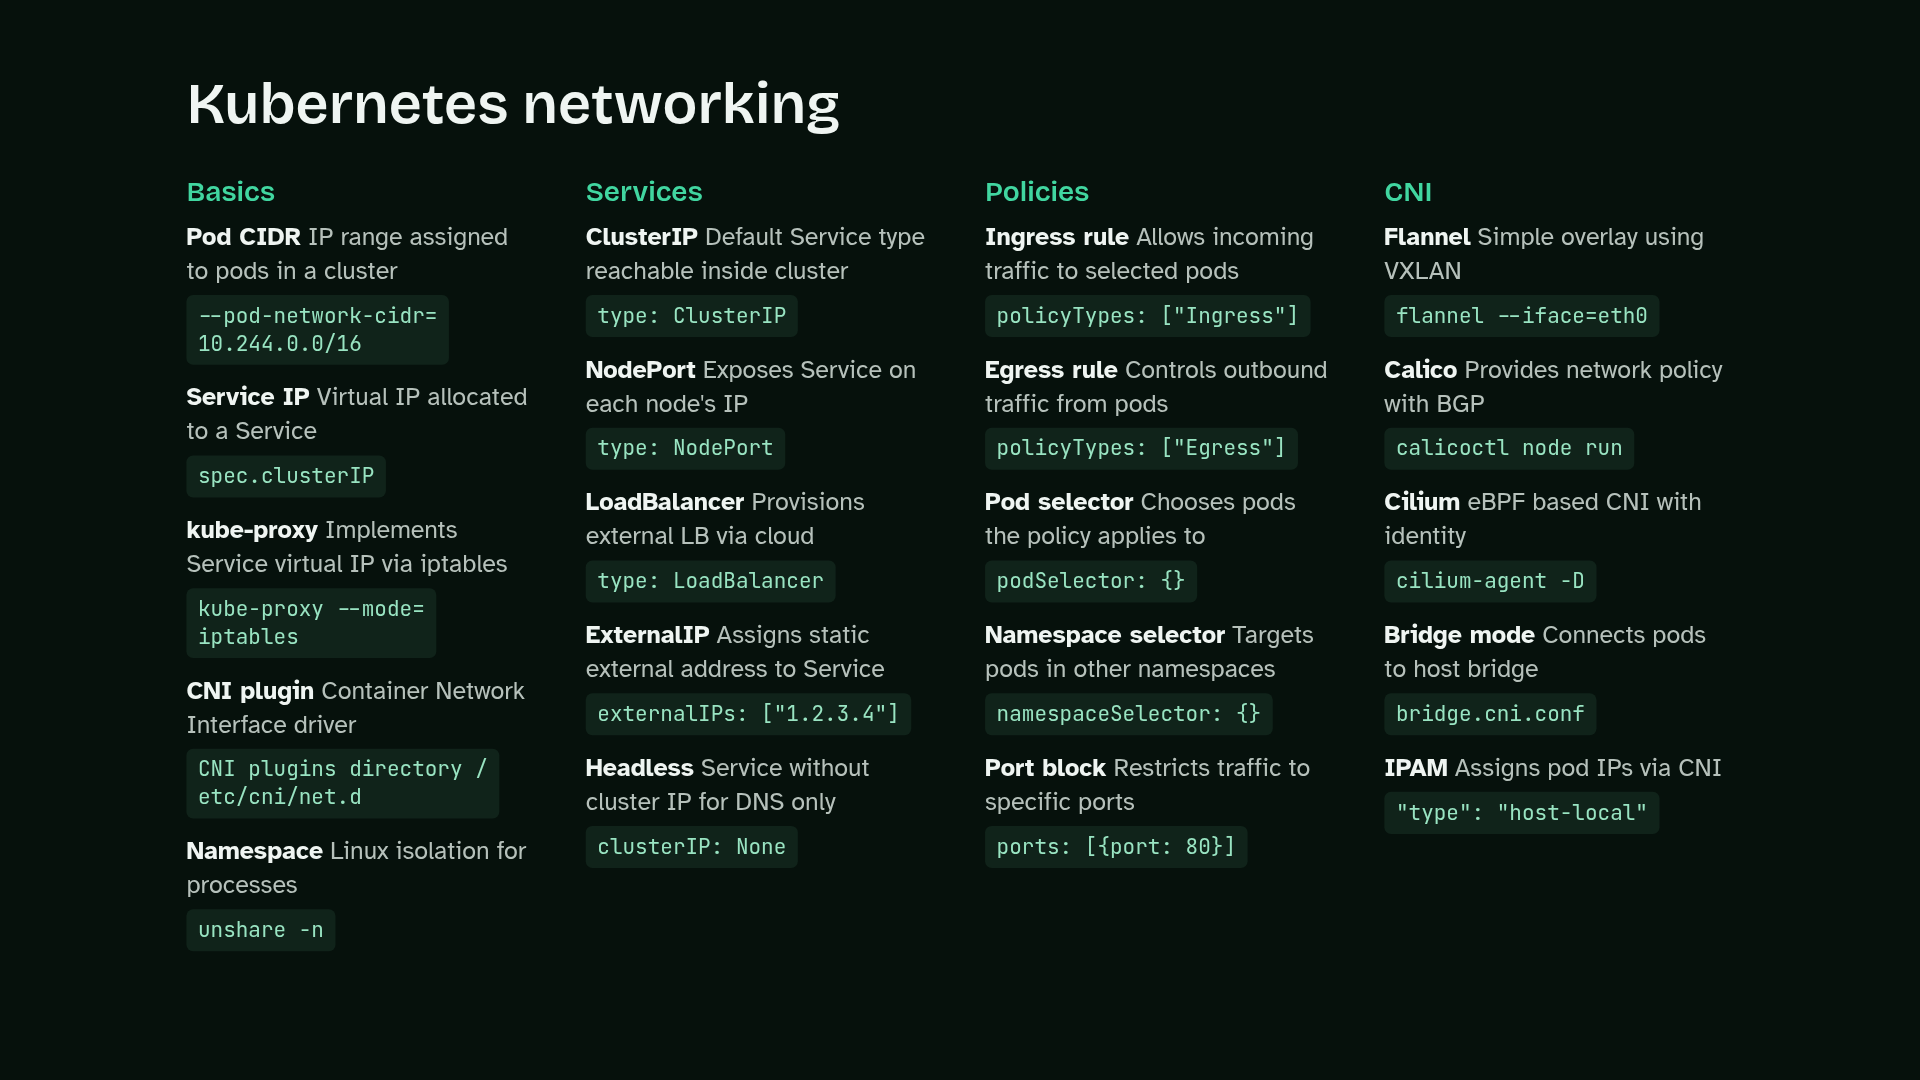 Kubernetes networking
Basics
Pod CIDR IP range assigned
to pods in a cluster
--pod-network-cidr=
10.244.0.0/16
Service IP Virtual IP allocated
to a Service
spec.clusterIP
kube-proxy Implements
Service virtual IP via iptables
kube-proxy --mode=
iptables
CNI plugin Container Network
Interface driver
CNI plugins directory /
etc/cni/net.d
Namespace Linux isolation for
processes
unshare -n
Services
ClusterIP Default Service type
reachable inside cluster
type: ClusterIP
NodePort Exposes Service on
each node's IP
type: NodePort
LoadBalancer Provisions
external LB via cloud
type: LoadBalancer
ExternalIP Assigns static
external address to Service
externalIPs: ["1.2.3.4"]
Headless Service without
cluster IP for DNS only
clusterIP: None
Policies
Ingress rule Allows incoming
traffic to selected pods
policyTypes: ["Ingress"]
Egress rule Controls outbound
traffic from pods
policyTypes: ["Egress"]
Pod selector Chooses pods
the policy applies to
podSelector: {}
Namespace selector Targets
pods in other namespaces
namespaceSelector: {}
Port block Restricts traffic to
specific ports
ports: [{port: 80}]
CNI
Flannel Simple overlay using
VXLAN
flannel --iface=eth0
Calico Provides network policy
with BGP
calicoctl node run
Cilium eBPF based CNI with
identity
cilium-agent -D
Bridge mode Connects pods
to host bridge
bridge.cni.conf
IPAM Assigns pod IPs via CNI
"type": "host-local"